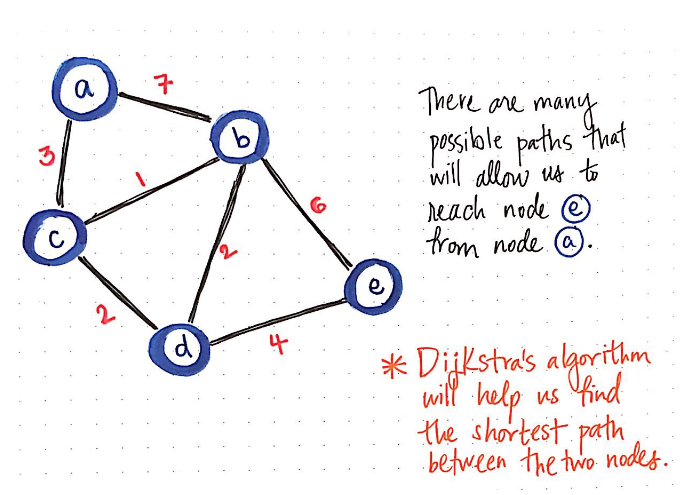 a
7
b
3
1
c
6
2
e
2
d
4
There are many
possible paths that
will allow us to
reach node e
from node a.
* Dijkstra's algorithm
will help us find
the shortest path
between the two nodes.